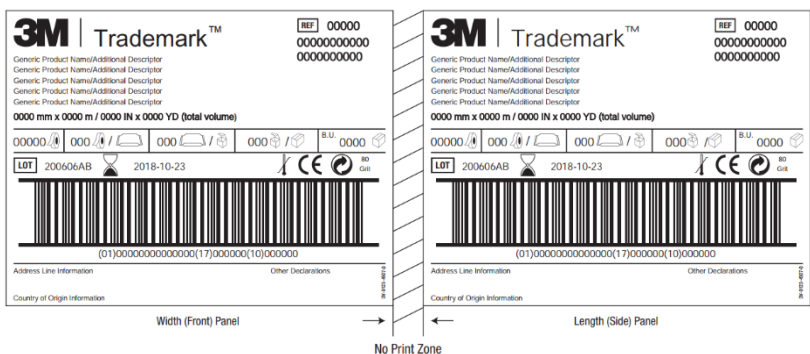 3M Trademark™
REF 00000
00000000000
0000000000
Generic Product Name/Additional Descriptor
Generic Product Name/Additional Descriptor
Generic Product Name/Additional Descriptor
Generic Product Name/Additional Descriptor
Generic Product Name/Additional Descriptor
0000 mm x 0000 m / 0000 IN x 0000 YD (total volume)
00000/ 000 / 000 / 000 / B.U. 0000
LOT 200606AB 2018-10-23 CE 80 Grit
(01)00000000000000(17)000000(10)000000
Address Line Information Other Declarations
Country of Origin Information
Width (Front) Panel
3M Trademark™
REF 00000
00000000000
0000000000
Generic Product Name/Additional Descriptor
Generic Product Name/Additional Descriptor
Generic Product Name/Additional Descriptor
Generic Product Name/Additional Descriptor
Generic Product Name/Additional Descriptor
0000 mm x 0000 m / 0000 IN x 0000 YD (total volume)
00000/ 000 / 000 / 000 / B.U. 0000
LOT 200606AB 2018-10-23 CE 80 Grit
(01)00000000000000(17)000000(10)000000
Address Line Information Other Declarations
Country of Origin Information
Length (Side) Panel
No Print Zone